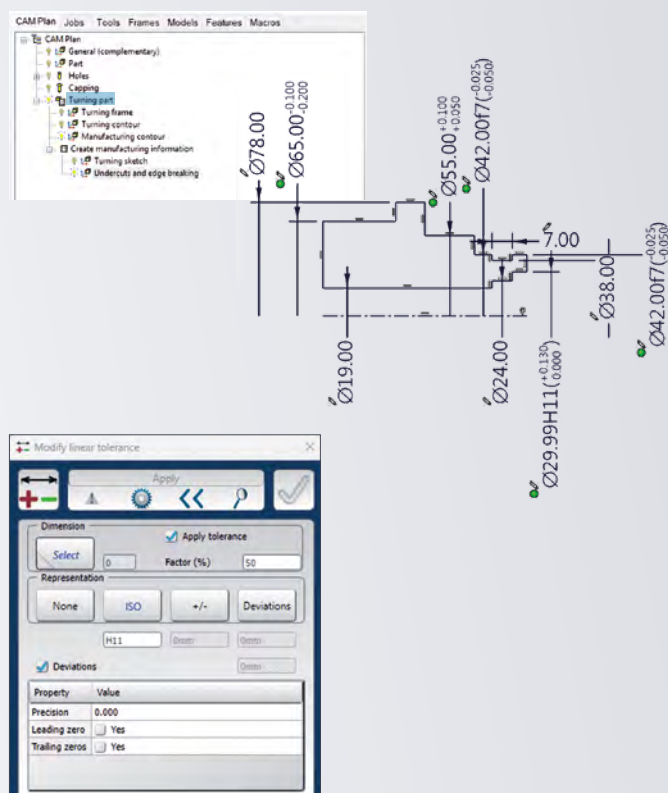 CAM Plan Jobs Tools Frames Models Features Macros
CAM Plan
General (complementary)
Part
Holes
Capping
Turning part
Turning frame
Turning contour
Manufacturing contour
Create manufacturing information
Turning sketch
Undercuts and edge breaking
Ø78.00
Ø65.00 -0.100 -0.200
Ø55.00 +0.100 +0.050
Ø42.00f7(-0.025 -0.050)
7.00
Ø38.00
Ø42.00f7(-0.025 -0.050)
Ø19.00
Ø24.00
Ø29.99H11(+0.130 0.000)
Modify linear tolerance
Apply
Dimension
Apply tolerance
Select 0 Factor (%) 50
Representation
None ISO +/- Deviations
H11 0mm 0mm
Deviations 0mm
Property Value
Precision 0.000
Leading zero Yes
Trailing zeros Yes